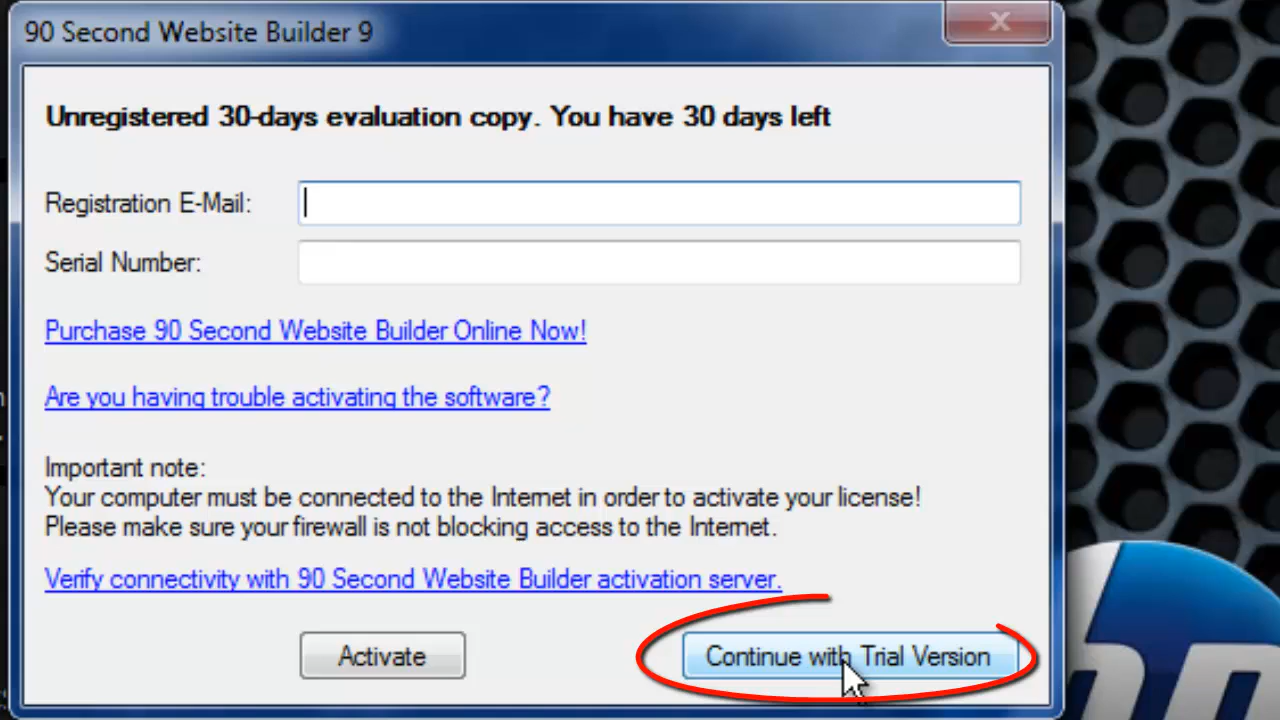 90 Second Website Builder 9
Unregistered 30-days evaluation copy. You have 30 days left
Registration E-Mail:
Serial Number:
Purchase 90 Second Website Builder Online Now!
Are you having trouble activating the software?
Important note:
Your computer must be connected to the Internet in order to activate your license!
Please make sure your firewall is not blocking access to the Internet.
Verify connectivity with 90 Second Website Builder activation server.
Activate
Continue with Trial Version
hp